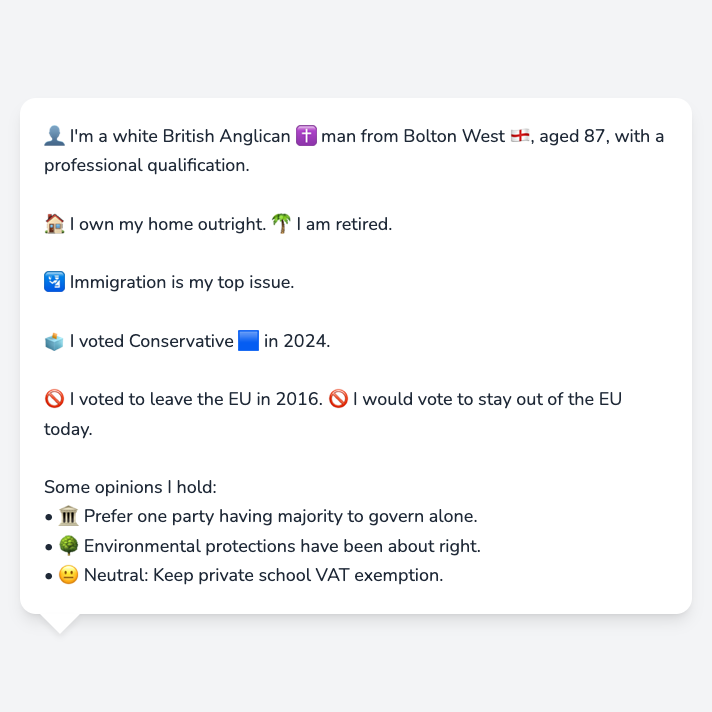 👤 I'm a white British Anglican ✝️ man from Bolton West 🏴󠁧󠁢󠁥󠁮󠁧󠁿, aged 87, with a
professional qualification.
🏠 I own my home outright. 🌴 I am retired.
🛂 Immigration is my top issue.
🗳️ I voted Conservative 🟦 in 2024.
🚫 I voted to leave the EU in 2016. 🚫 I would vote to stay out of the EU
today.
Some opinions I hold:
• 🏛️ Prefer one party having majority to govern alone.
• 🌳 Environmental protections have been about right.
• 😐 Neutral: Keep private school VAT exemption.